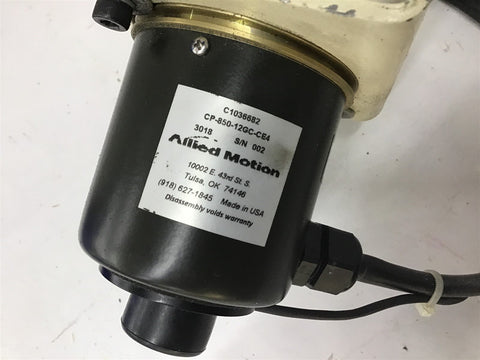 C1036682
CP-850-12GC-CE4
3018 S/N 002
Allied Motion
10002 E. 43rd St. S.
Tulsa, OK 74146
(918) 627-1845 Made in USA
Disassembly voids warranty